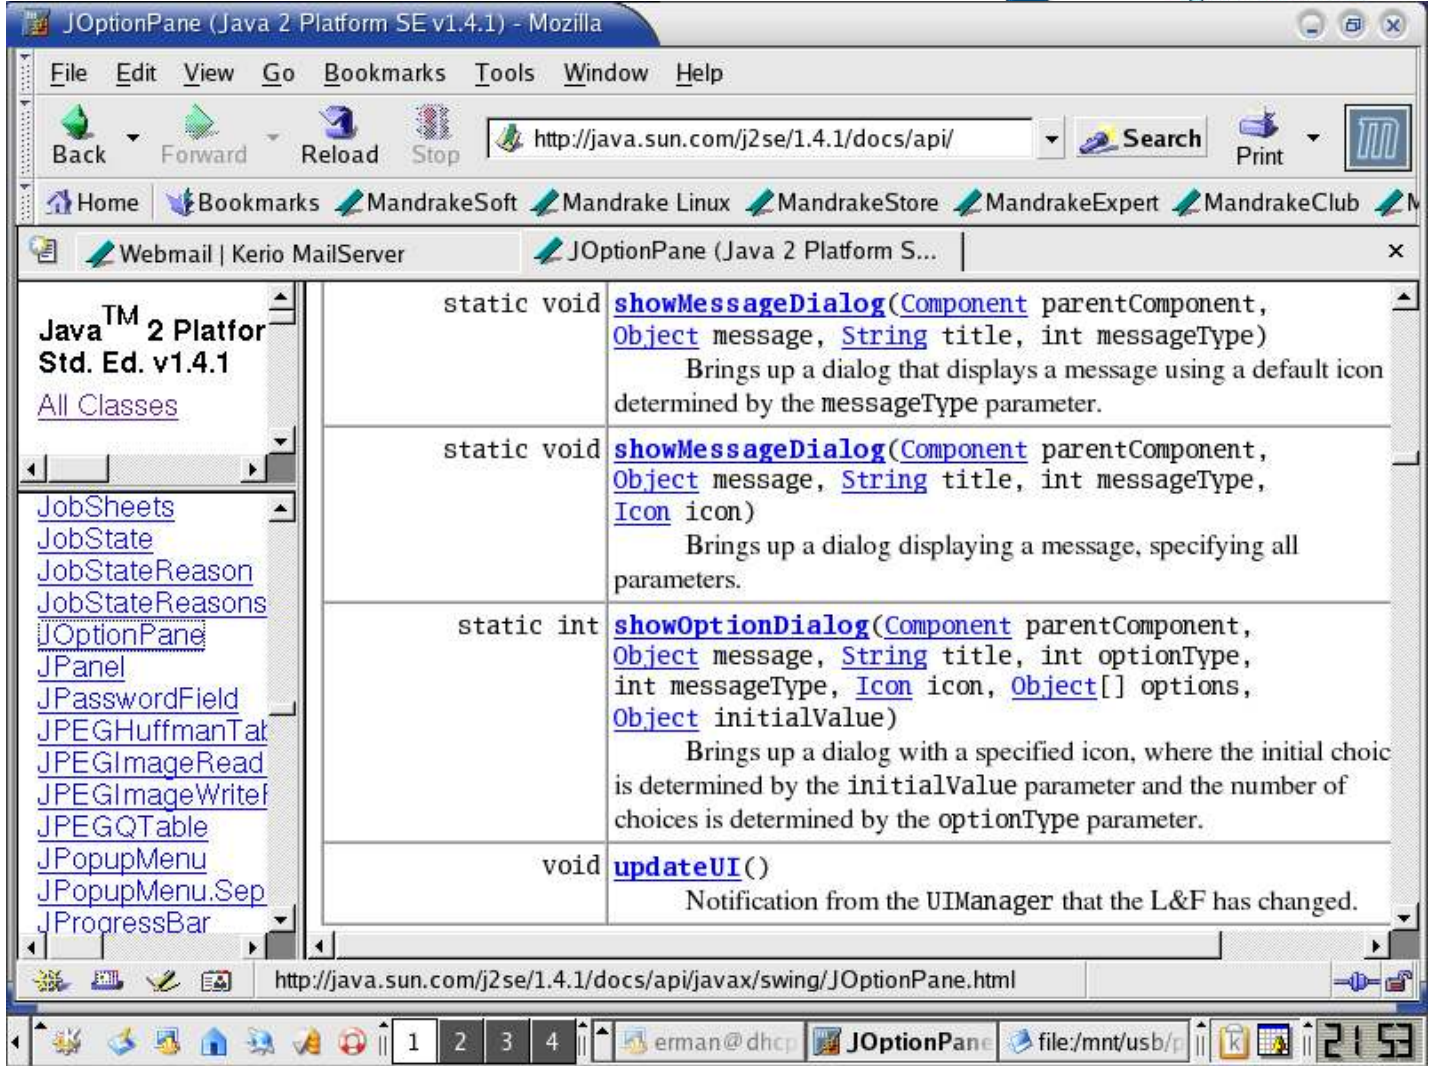 JOptionPane (Java 2 Platform SE v1.4.1) - Mozilla
File Edit View Go Bookmarks Tools Window Help
Back Forward Reload Stop http://java.sun.com/j2se/1.4.1/docs/api/ Search Print
Home Bookmarks MandrakeSoft Mandrake Linux MandrakeStore MandrakeExpert MandrakeClub
Webmail | Kerio MailServer JOptionPane (Java 2 Platform S...
Java™ 2 Platfor
Std. Ed. v1.4.1
All Classes
JobSheets
JobState
JobStateReason
JobStateReasons
JOptionPane
JPanel
JPasswordField
JPEGHuffmanTab
JPEGImageRead
JPEGImageWriteF
JPEGQTable
JPopupMenu
JPopupMenu.Sep
JProgressBar
static void showMessageDialog(Component parentComponent,
Object message, String title, int messageType)
Brings up a dialog that displays a message using a default icon
determined by the messageType parameter.
static void showMessageDialog(Component parentComponent,
Object message, String title, int messageType,
Icon icon)
Brings up a dialog displaying a message, specifying all
parameters.
static int showOptionDialog(Component parentComponent,
Object message, String title, int optionType,
int messageType, Icon icon, Object[] options,
Object initialValue)
Brings up a dialog with a specified icon, where the initial choic
is determined by the initialValue parameter and the number of
choices is determined by the optionType parameter.
void updateUI()
Notification from the UIManager that the L&F has changed.
http://java.sun.com/j2se/1.4.1/docs/api/javax/swing/JOptionPane.html
1 2 3 4 erman@dhcp JOptionPane file:/mnt/usb/p 21 53